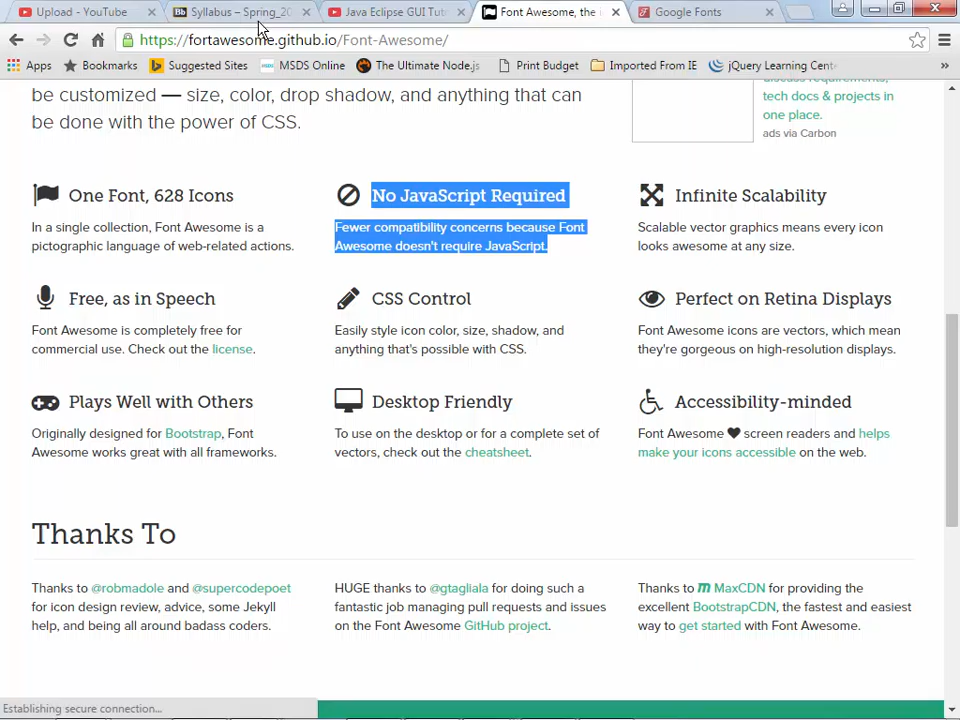 Upload - YouTube
Syllabus – Spring_20
Java Eclipse GUI Tut
Font Awesome, the
Google Fonts
https://fortawesome.github.io/Font-Awesome/
Apps
Bookmarks
Suggested Sites
MSDS Online
The Ultimate Node.js
Print Budget
Imported From IE
jQuery Learning Cent
»
be customized — size, color, drop shadow, and anything that can
be done with the power of CSS.
discuss requirements,
tech docs & projects in
one place.
ads via Carbon
One Font, 628 Icons
In a single collection, Font Awesome is a
pictographic language of web-related actions.
No JavaScript Required
Fewer compatibility concerns because Font
Awesome doesn't require JavaScript.
Infinite Scalability
Scalable vector graphics means every icon
looks awesome at any size.
Free, as in Speech
Font Awesome is completely free for
commercial use. Check out the license.
CSS Control
Easily style icon color, size, shadow, and
anything that's possible with CSS.
Perfect on Retina Displays
Font Awesome icons are vectors, which mean
they're gorgeous on high-resolution displays.
Plays Well with Others
Originally designed for Bootstrap, Font
Awesome works great with all frameworks.
Desktop Friendly
To use on the desktop or for a complete set of
vectors, check out the cheatsheet.
Accessibility-minded
Font Awesome ♥ screen readers and helps
make your icons accessible on the web.
Thanks To
Thanks to @robmadole and @supercodepoet
for icon design review, advice, some Jekyll
help, and being all around badass coders.
HUGE thanks to @gtagliala for doing such a
fantastic job managing pull requests and issues
on the Font Awesome GitHub project.
Thanks to MaxCDN for providing the
excellent BootstrapCDN, the fastest and easiest
way to get started with Font Awesome.
Establishing secure connection...